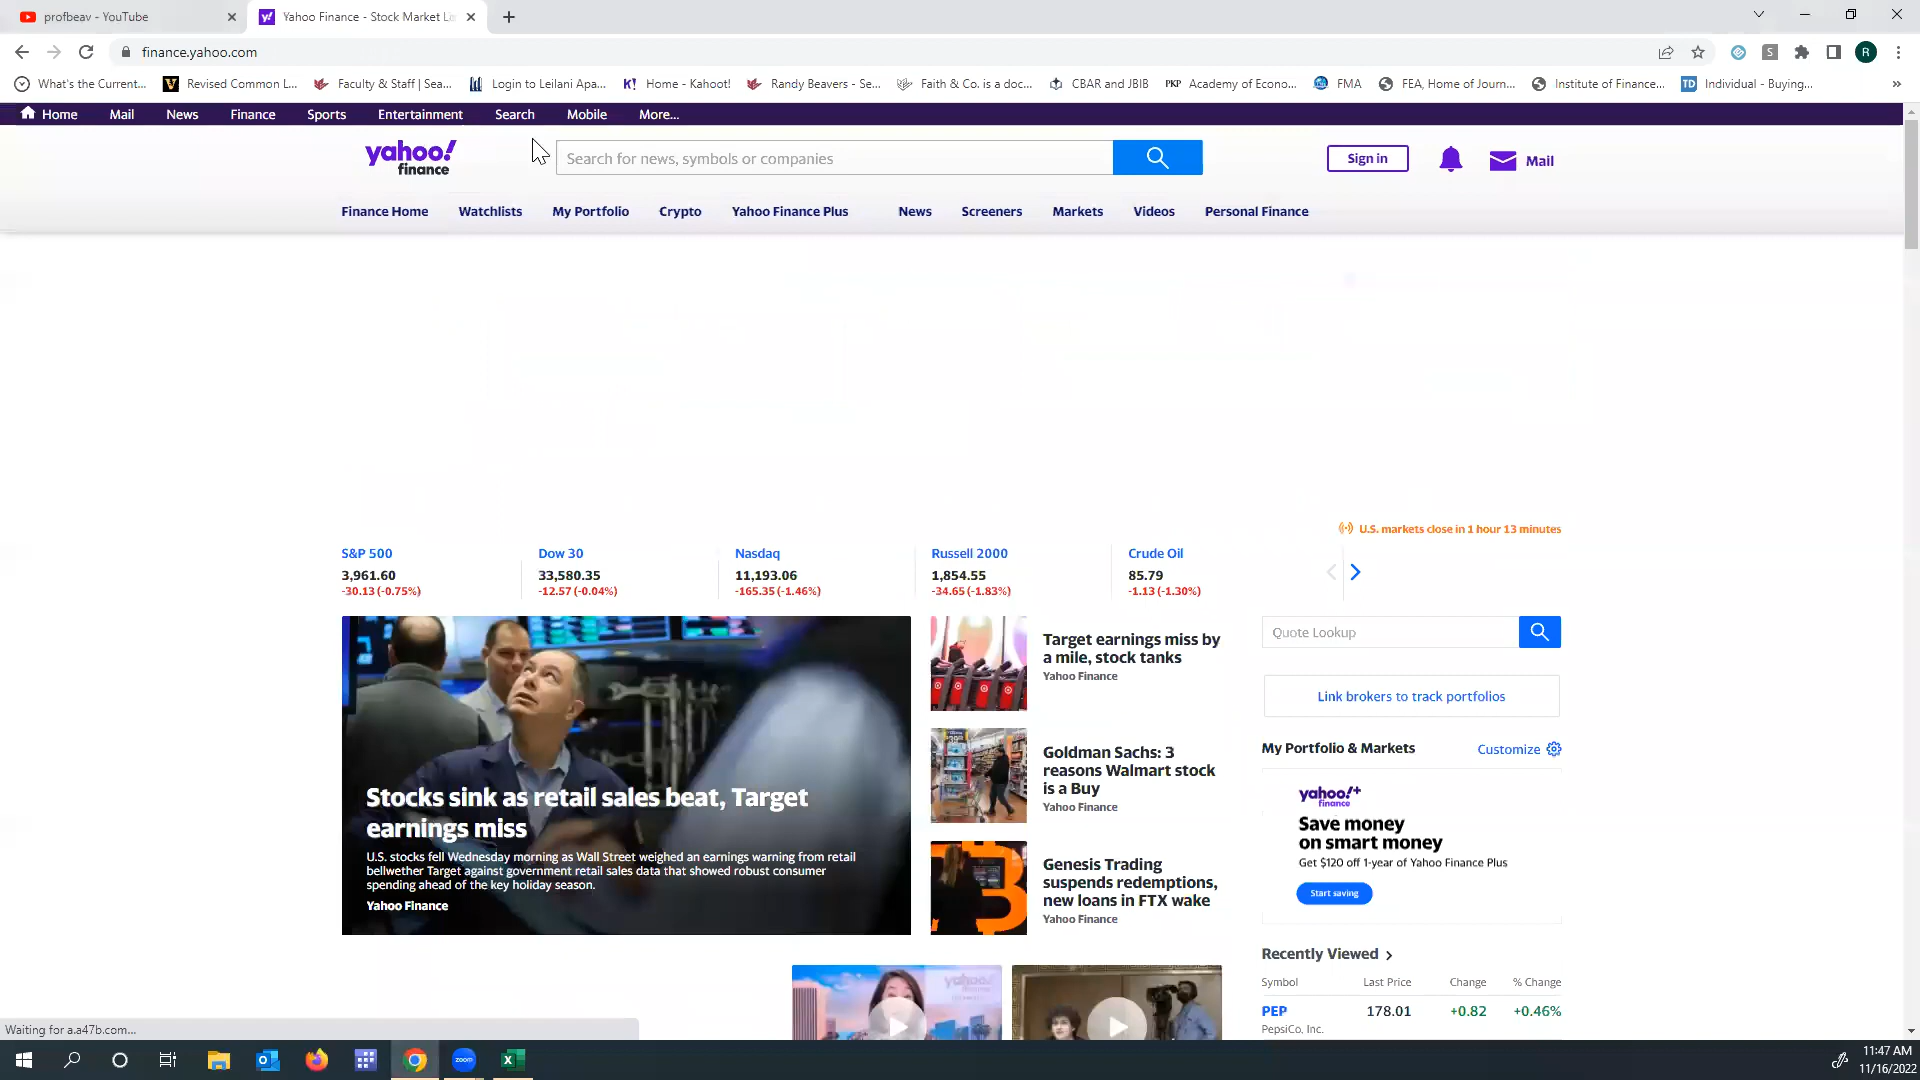 profbeav - YouTube
Yahoo Finance - Stock Market Li
finance.yahoo.com
R
What's the Current...
Revised Common L...
Faculty & Staff | Sea...
Login to Leilani Apa...
Home - Kahoot!
Randy Beavers - Se...
Faith & Co. is a doc...
CBAR and JBIB
PKP Academy of Econo...
FMA
FEA, Home of Journ...
Institute of Finance...
TD Individual - Buying...
Home
Mail
News
Finance
Sports
Entertainment
Search
Mobile
More...
yahoo!
finance
Search for news, symbols or companies
Sign in
Mail
Finance Home
Watchlists
My Portfolio
Crypto
Yahoo Finance Plus
News
Screeners
Markets
Videos
Personal Finance
U.S. markets close in 1 hour 13 minutes
S&P 500
3,961.60
-30.13 (-0.75%)
Dow 30
33,580.35
-12.57 (-0.04%)
Nasdaq
11,193.06
-165.35 (-1.46%)
Russell 2000
1,854.55
-34.65 (-1.83%)
Crude Oil
85.79
-1.13 (-1.30%)
Stocks sink as retail sales beat, Target
earnings miss
U.S. stocks fell Wednesday morning as Wall Street weighed an earnings warning from retail
bellwether Target against government retail sales data that showed robust consumer
spending ahead of the key holiday season.
Yahoo Finance
Target earnings miss by
a mile, stock tanks
Yahoo Finance
Goldman Sachs: 3
reasons Walmart stock
is a Buy
Yahoo Finance
Genesis Trading
suspends redemptions,
new loans in FTX wake
Yahoo Finance
Quote Lookup
Link brokers to track portfolios
My Portfolio & Markets
Customize
yahoo!+
finance
Save money
on smart money
Get $120 off 1-year of Yahoo Finance Plus
Start saving
Recently Viewed
Symbol
Last Price
Change
% Change
PEP
178.01
+0.82
+0.46%
PepsiCo, Inc.
Waiting for a.a47b.com...
zoom
11:47 AM
11/16/2022